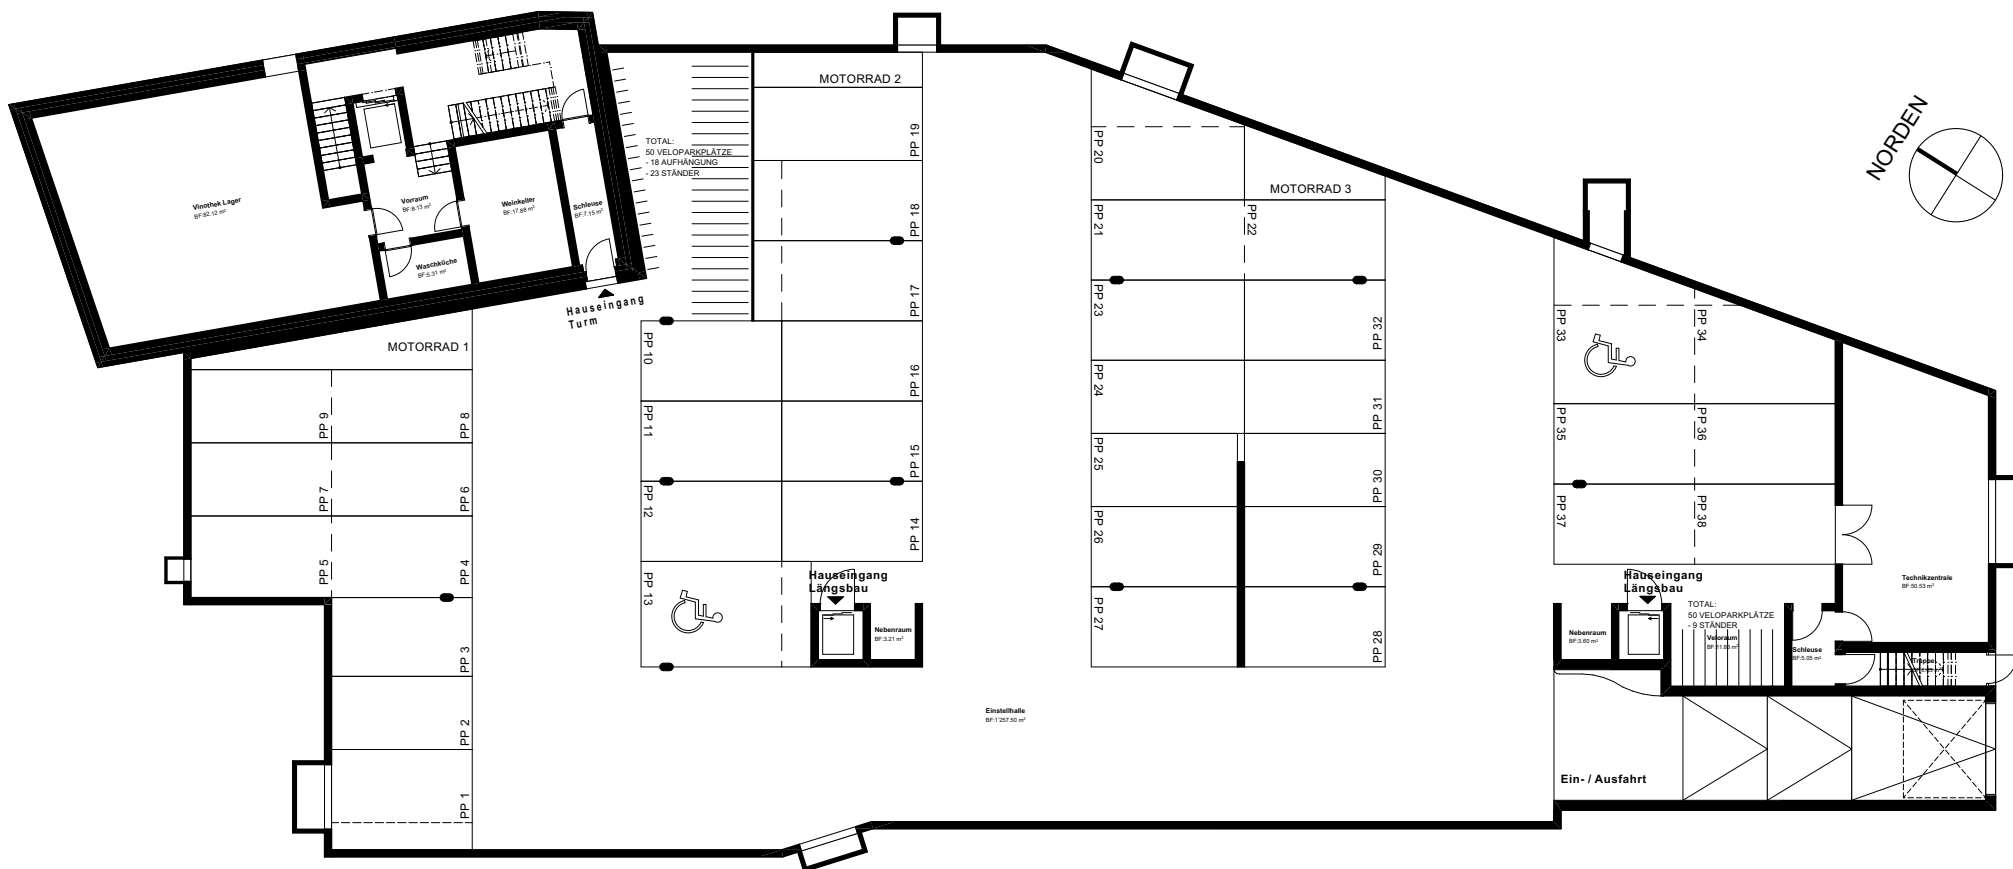 MOTORRAD 2
NORDEN
PP 19
PP 20
TOTAL:
50 VELOPARKPLÄTZE
- 18 AUFHÄNGUNG
- 23 STÄNDER
MOTORRAD 3
Vinothek Lager
BF:82.12 m²
Vorraum
BF:8.13 m²
Weinkeller
BF:17.88 m²
Schleuse
BF:7.15 m²
PP 18
PP 21
PP 22
Waschküche
BF:5.31 m²
Hauseingang
Turm
PP 17
PP 23
PP 32
PP 33
PP 34
MOTORRAD 1
PP 10
PP 16
PP 24
PP 31
PP 9
PP 8
PP 11
PP 15
PP 25
PP 30
PP 35
PP 36
PP 7
PP 6
PP 12
PP 14
PP 26
PP 29
PP 37
PP 38
PP 5
PP 4
PP 13
Hauseingang
Längsbau
Hauseingang
Längsbau
Technikzentrale
BF:50.53 m²
TOTAL:
50 VELOPARKPLÄTZE
- 9 STÄNDER
PP 3
Nebenraum
BF:3.21 m²
PP 27
PP 28
Nebenraum
BF:3.60 m²
Veloraum
BF:11.80 m²
Schleuse
BF:5.05 m²
Treppe
PP 2
Einstellhalle
BF:1'257.50 m²
PP 1
Ein- / Ausfahrt